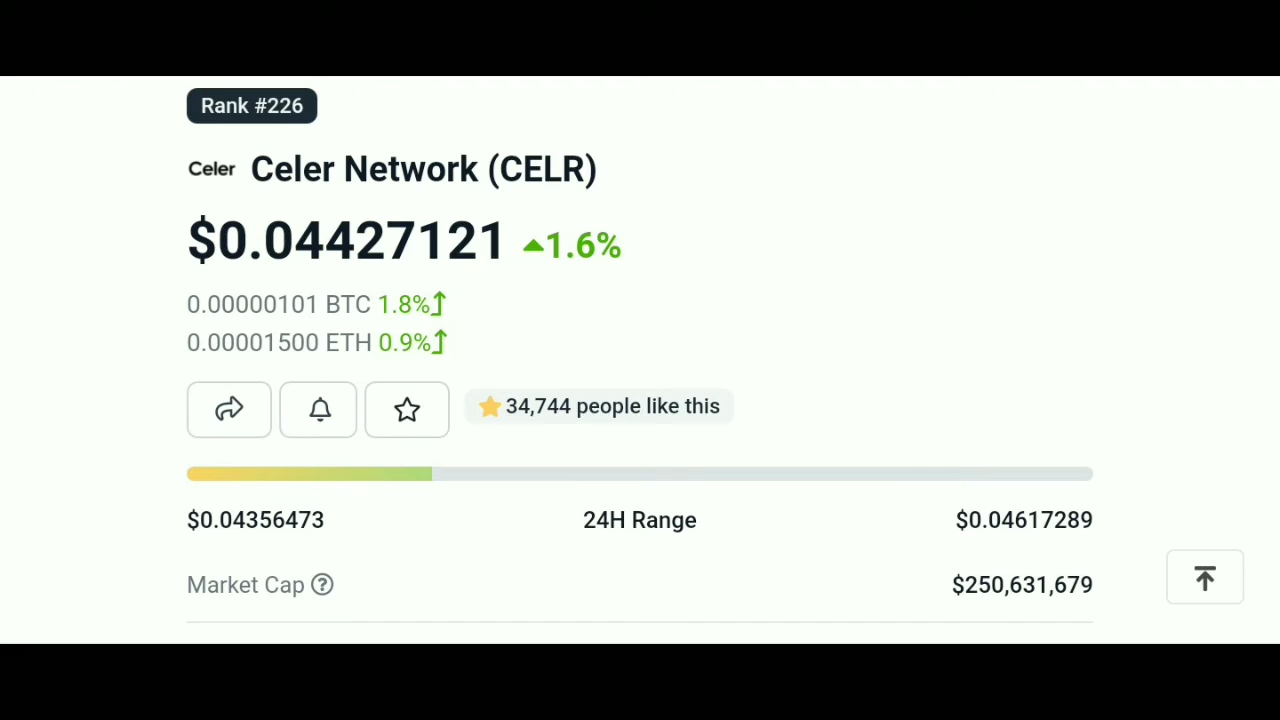 Rank #226
Celer Celer Network (CELR)
$0.04427121 ▲1.6%
0.00000101 BTC 1.8%
0.00001500 ETH 0.9%
34,744 people like this
$0.04356473 24H Range $0.04617289
Market Cap ? $250,631,679